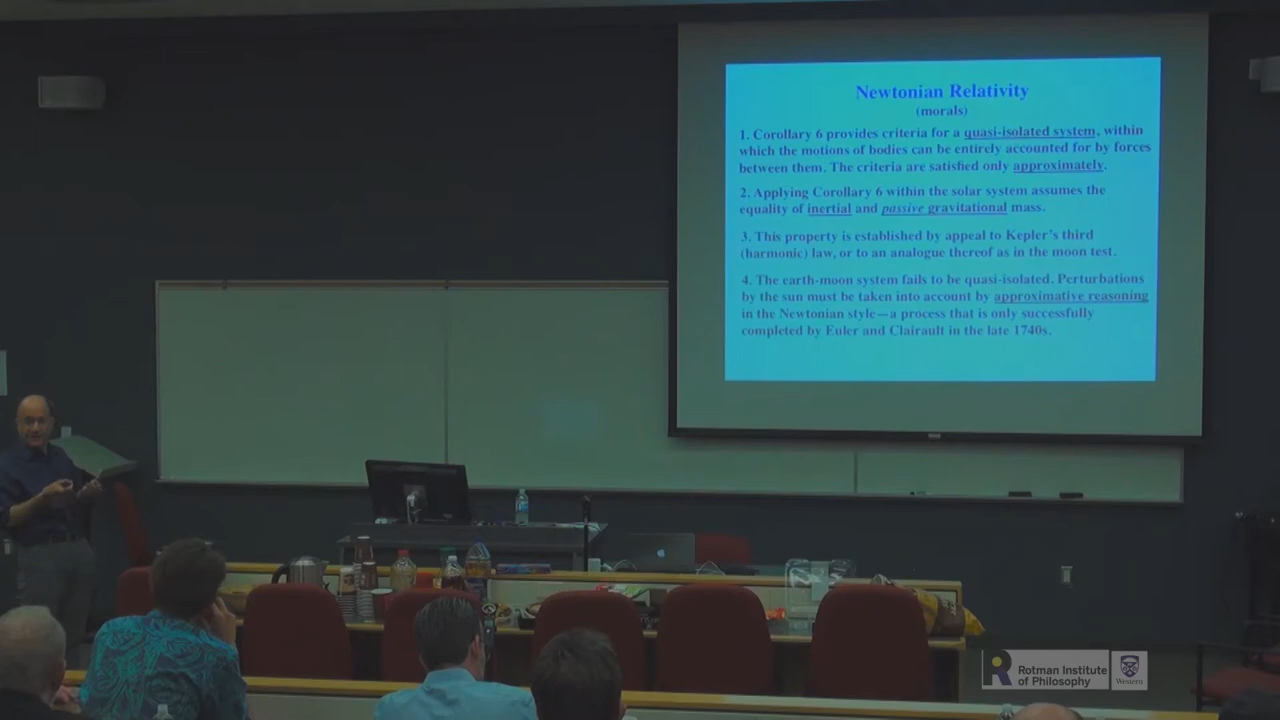 Newtonian Relativity
(morals)
1. Corollary 6 provides criteria for a quasi-isolated system, within
which the motions of bodies can be entirely accounted for by forces
between them. The criteria are satisfied only approximately.
2. Applying Corollary 6 within the solar system assumes the
equality of inertial and passive gravitational mass.
3. This property is established by appeal to Kepler's third
(harmonic) law, or to an analogue thereof as in the moon test.
4. The earth-moon system fails to be quasi-isolated. Perturbations
by the sun must be taken into account by approximative reasoning
in the Newtonian style—a process that is only successfully
completed by Euler and Clairault in the late 1740s.
Rotman Institute
of Philosophy
Western